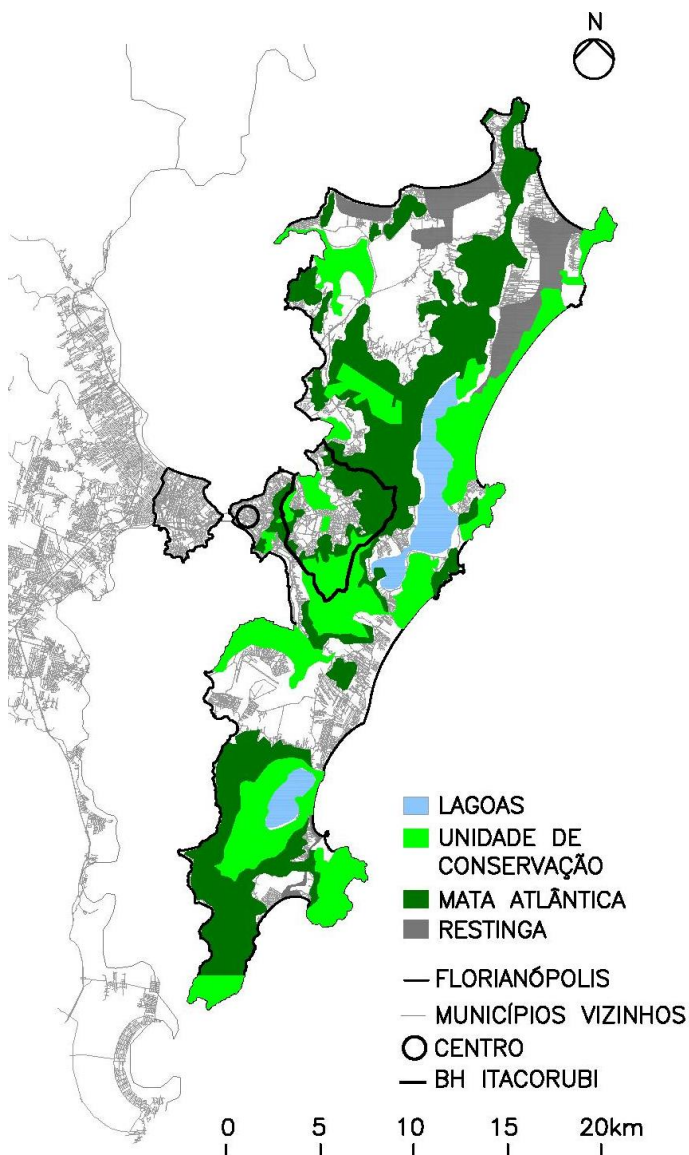 N
LAGOAS
UNIDADE DE
CONSERVAÇÃO
MATA ATLÂNTICA
RESTINGA
FLORIANÓPOLIS
MUNICÍPIOS VIZINHOS
CENTRO
BH ITACORUBI
0 5 10 15 20km